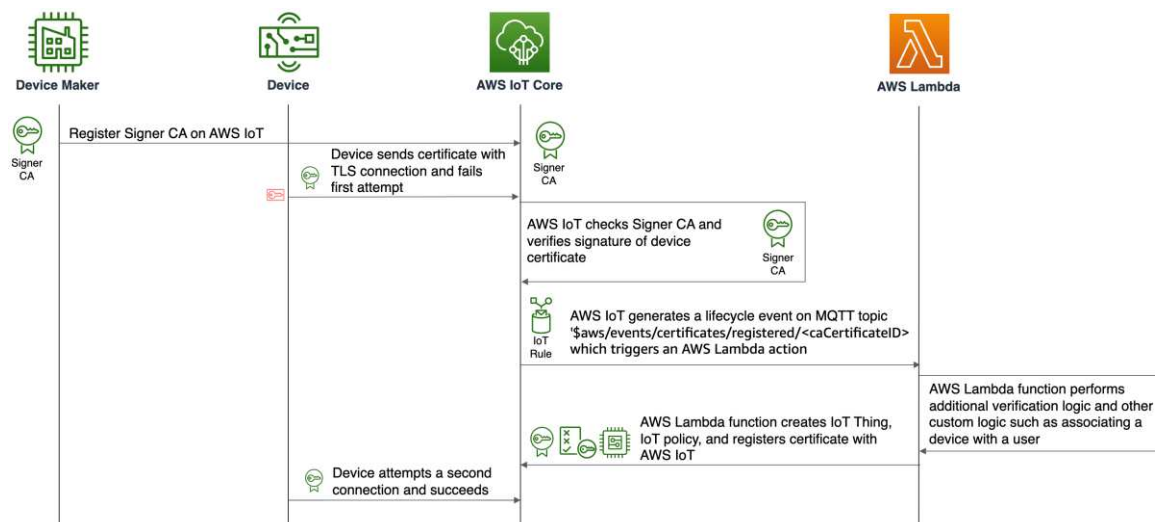 Device Maker
Device
AWS IoT Core
AWS Lambda
Signer
CA
Register Signer CA on AWS IoT
Device sends certificate with
TLS connection and fails
first attempt
Signer
CA
AWS IoT checks Signer CA and
verifies signature of device
certificate
Signer
CA
IoT
Rule
AWS IoT generates a lifecycle event on MQTT topic
'$aws/events/certificates/registered/<caCertificateID>
which triggers an AWS Lambda action
AWS Lambda function performs
additional verification logic and other
custom logic such as associating a
device with a user
AWS Lambda function creates IoT Thing,
IoT policy, and registers certificate with
AWS IoT
Device attempts a second
connection and succeeds